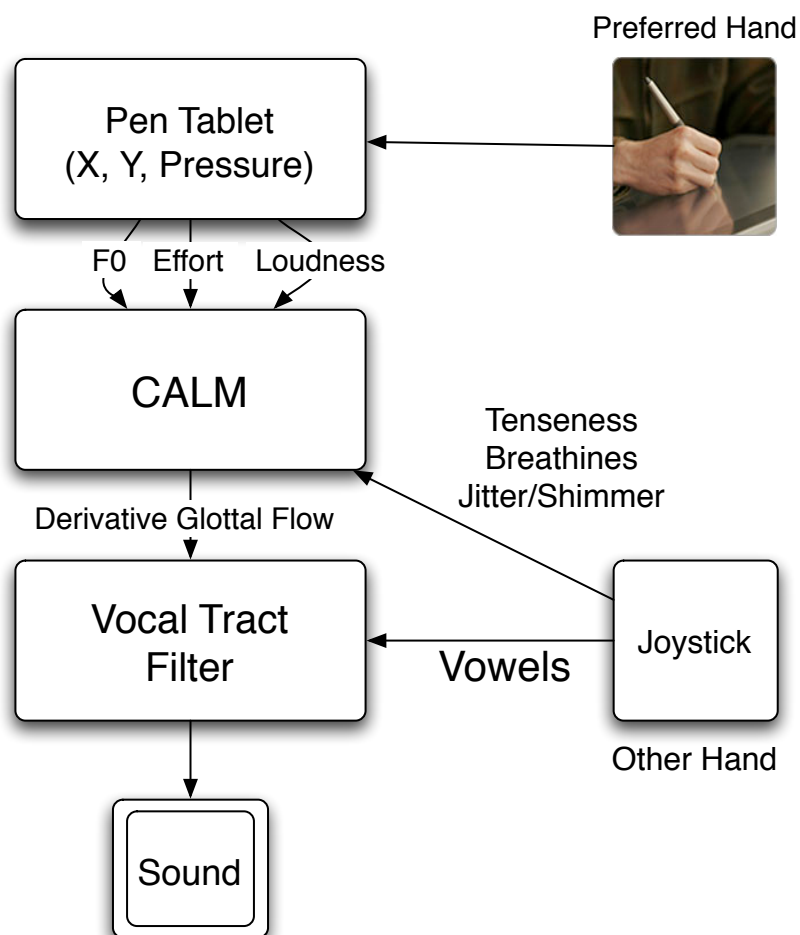 Preferred Hand
Pen Tablet
(X, Y, Pressure)
F0 Effort Loudness
CALM
Tenseness
Breathines
Jitter/Shimmer
Derivative Glottal Flow
Vocal Tract
Filter
Joystick
Vowels
Other Hand
Sound